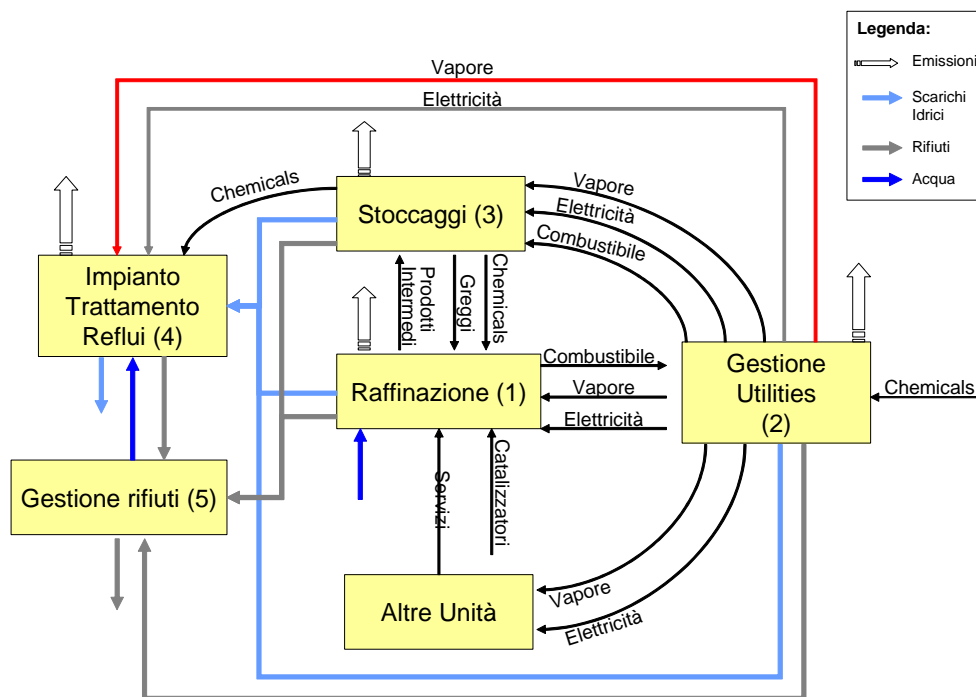 Legenda:
Emissioni
Scarichi
Idrici
Rifiuti
Acqua
Vapore
Elettricità
Chemicals
Stoccaggi (3)
Vapore
Elettricità
Combustibile
Impianto
Trattamento
Reflui (4)
Prodotti
Intermedi
Greggi
Chemicals
Raffinazione (1)
Combustibile
Vapore
Elettricità
Gestione
Utilities
(2)
Chemicals
Gestione rifiuti (5)
Servizi
Catalizzatori
Altre Unità
Vapore
Elettricità